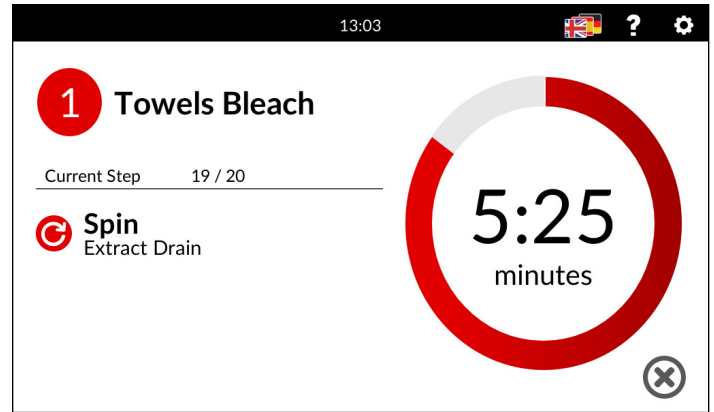 13:03
?
1 Towels Bleach
Current Step 19 / 20
Spin
Extract Drain
5:25
minutes